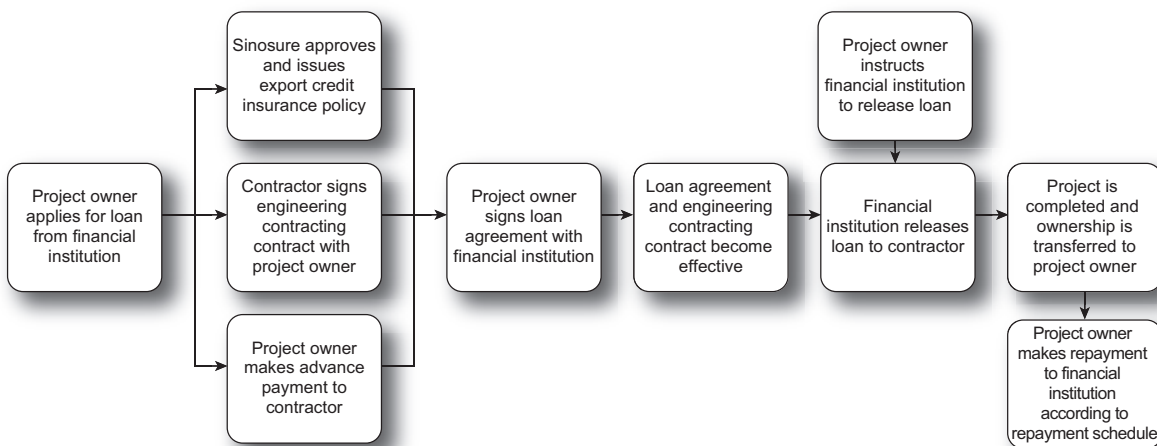 Project owner
applies for loan
from financial
institution
Sinosure approves
and issues
export credit
insurance policy
Contractor signs
engineering
contracting
contract with
project owner
Project owner
makes advance
payment to
contractor
Project owner
signs loan
agreement with
financial institution
Loan agreement
and engineering
contracting
contract become
effective
Project owner
instructs
financial institution
to release loan
Financial
institution releases
loan to contractor
Project is
completed and
ownership is
transferred to
project owner
Project owner
makes repayment
to financial
institution
according to
repayment schedule